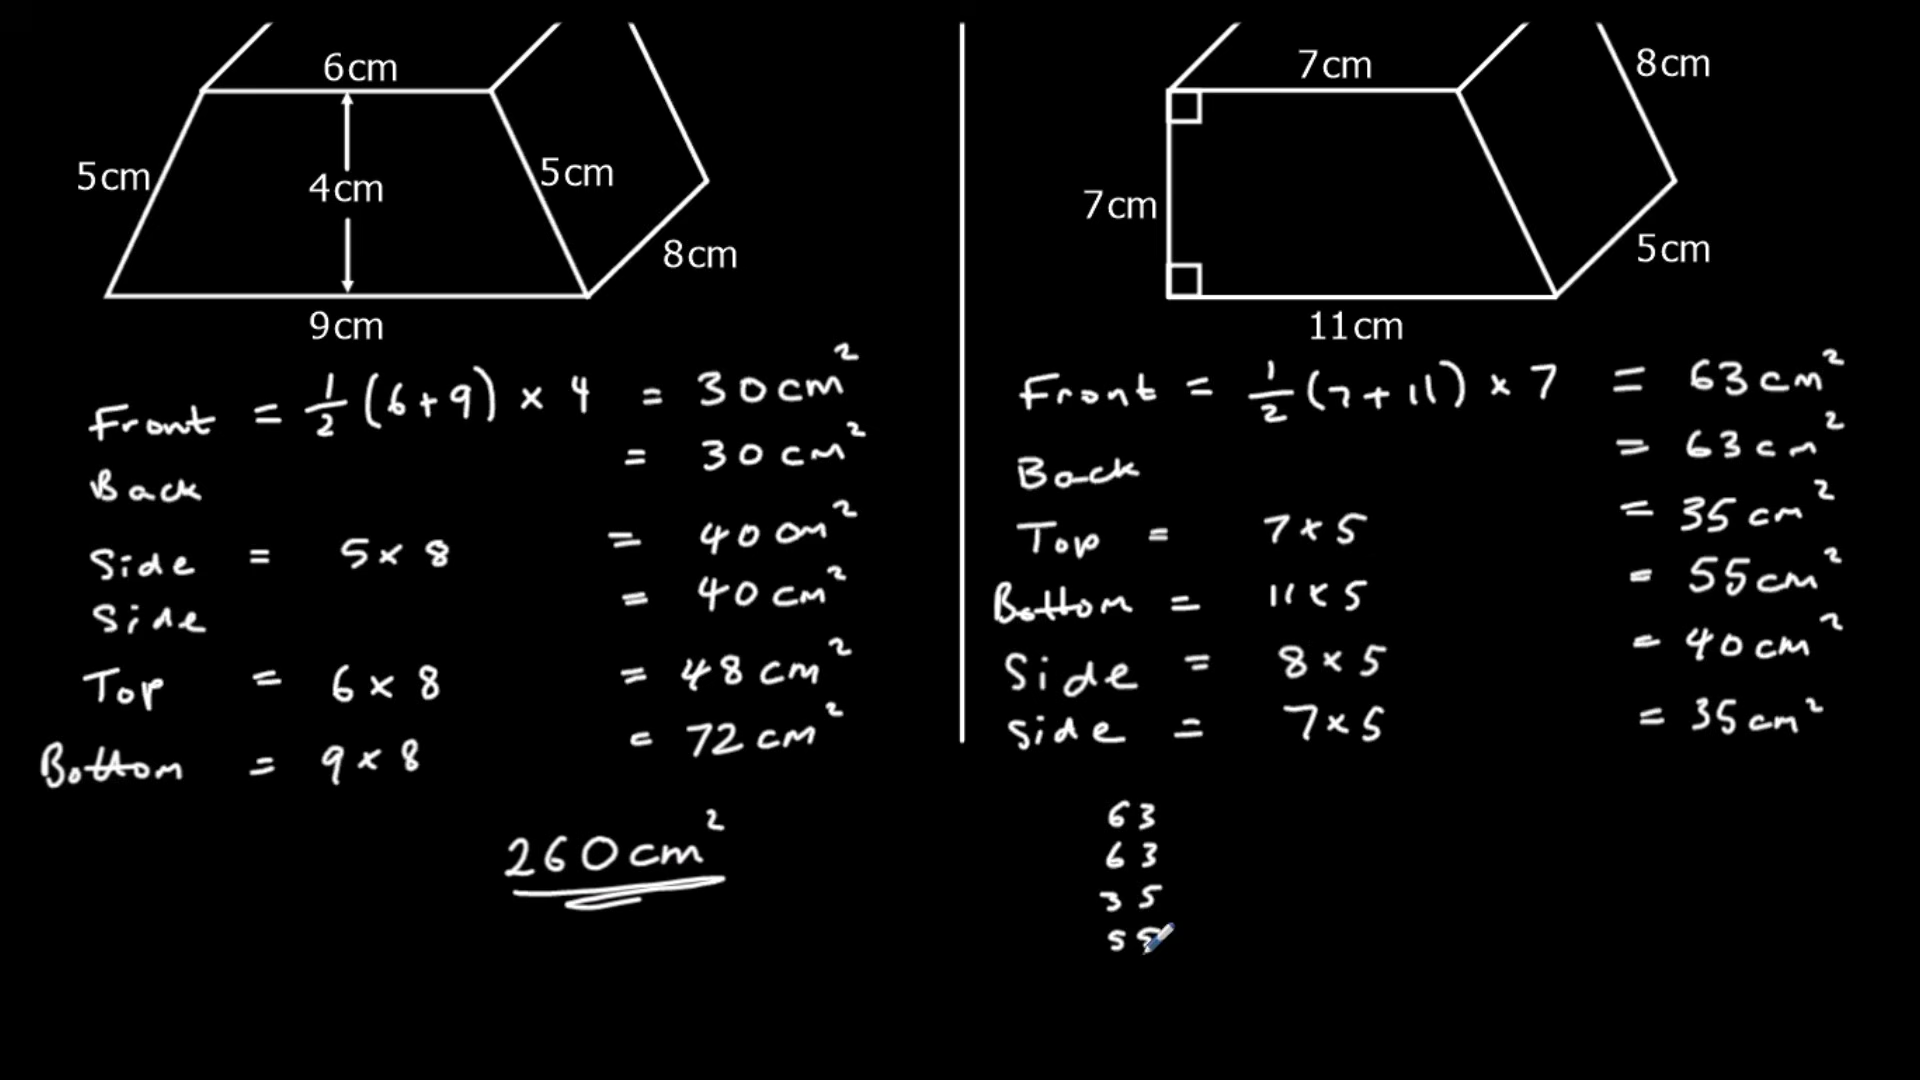 6cm
5cm
4cm
5cm
8cm
9cm
Front = 1/2 (6+9) × 4 = 30cm²
Back = 30cm²
Side = 5×8 = 40cm²
Side = 40cm²
Top = 6×8 = 48cm²
Bottom = 9×8 = 72cm²
260cm²
7cm
8cm
7cm
5cm
11cm
Front = 1/2 (7+11) × 7 = 63cm²
Back = 63cm²
Top = 7×5 = 35cm²
Bottom = 11×5 = 55cm²
Side = 8×5 = 40cm²
Side = 7×5 = 35cm²
63
63
35
55